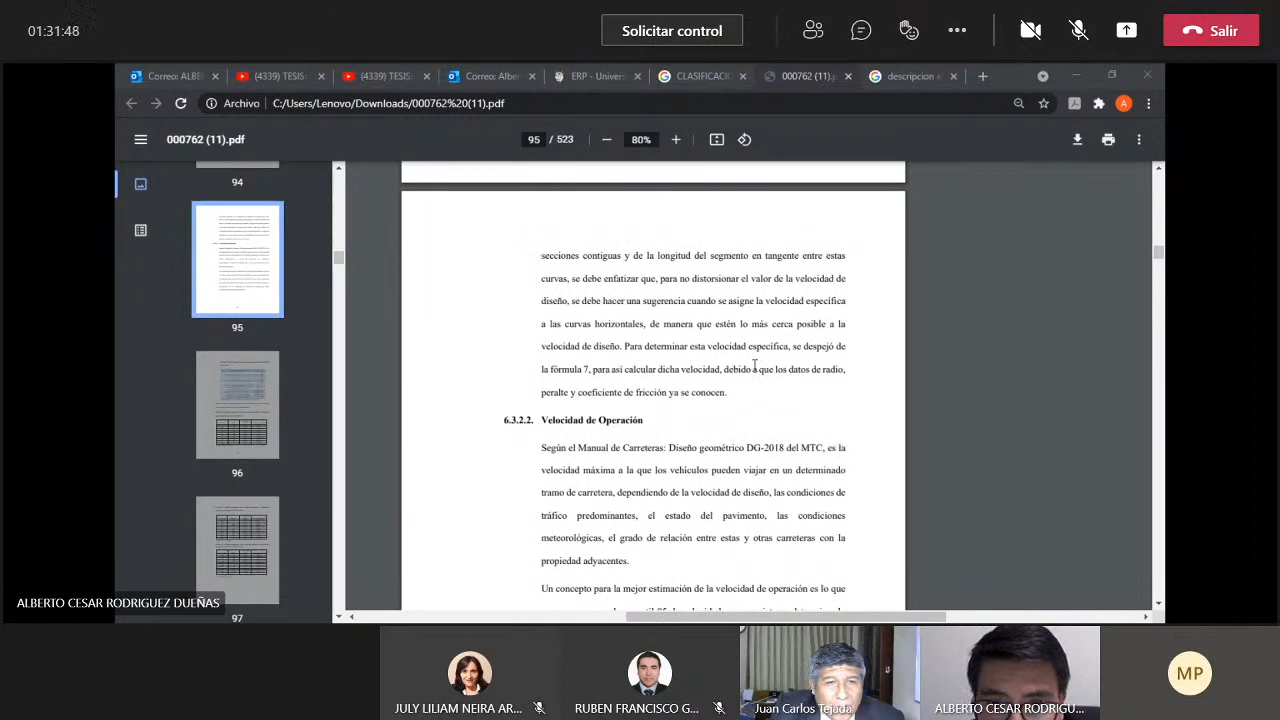 01:31:48
Solicitar control
Salir
Correo: ALBE
(4339) TESIS
(4339) TESIS
Correo: Alber
ERP - Univers
CLASIFICACIO
000762 (11).p
descripcion e
Archivo
C:/Users/Lenovo/Downloads/000762%20(11).pdf
A
000762 (11).pdf
95 / 523
80%
94
95
96
97
secciones contiguas y de la longitud del segmento en tangente entre estas
curvas, se debe enfatizar que, para no distorsionar el valor de la velocidad de
diseño, se debe hacer una sugerencia cuando se asigne la velocidad específica
a las curvas horizontales, de manera que estén lo más cerca posible a la
velocidad de diseño. Para determinar esta velocidad específica, se despejó de
la fórmula 7, para así calcular dicha velocidad, debido a que los datos de radio,
peralte y coeficiente de fricción ya se conocen.
6.3.2.2. Velocidad de Operación
Según el Manual de Carreteras: Diseño geométrico DG-2018 del MTC, es la
velocidad máxima a la que los vehículos pueden viajar en un determinado
tramo de carretera, dependiendo de la velocidad de diseño, las condiciones de
tráfico predominantes, el estado del pavimento, las condiciones
meteorológicas, el grado de relación entre estas y otras carreteras con la
propiedad adyacentes.
Un concepto para la mejor estimación de la velocidad de operación es lo que
ALBERTO CESAR RODRIGUEZ DUEÑAS
JULY LILIAM NEIRA AR...
RUBEN FRANCISCO G...
Juan Carlos Tejada
ALBERTO CESAR RODRIGU...
MP